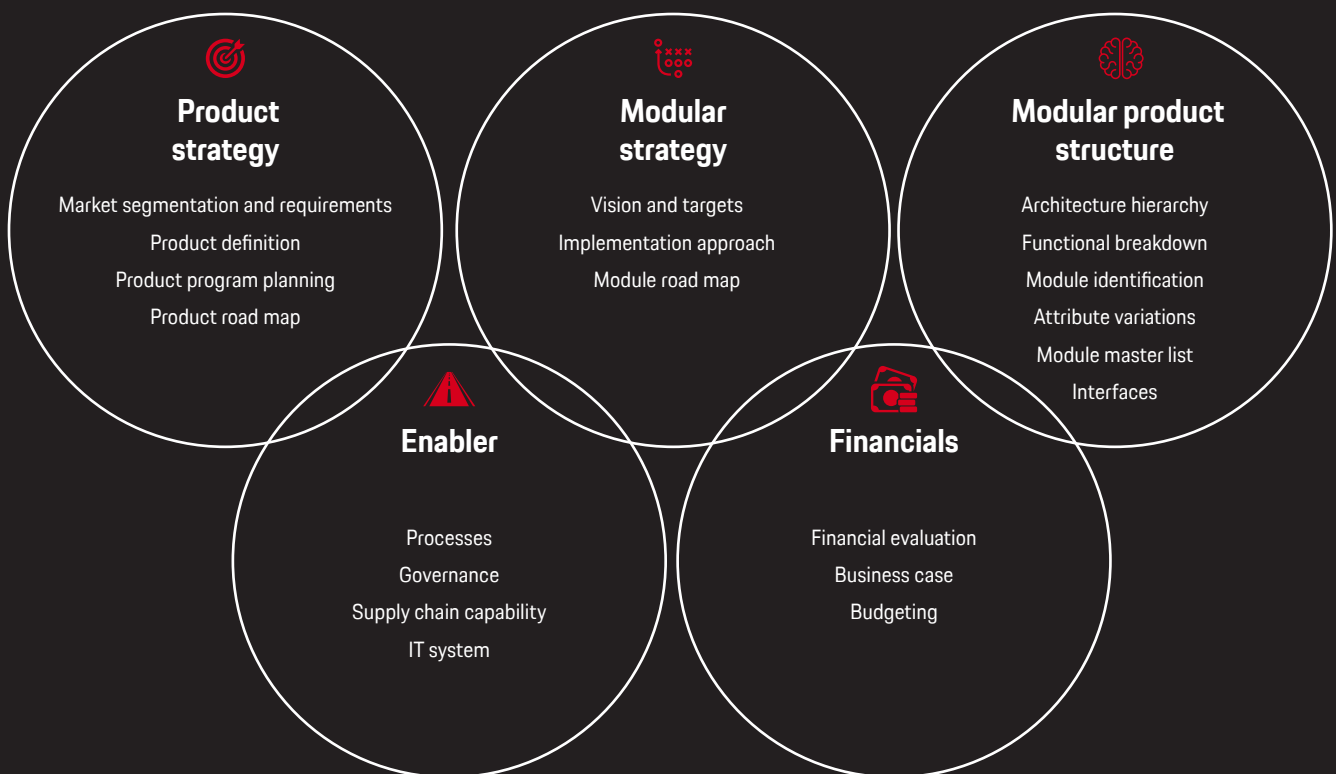 Product
strategy
Market segmentation and requirements
Product definition
Product program planning
Product road map
Modular
strategy
Vision and targets
Implementation approach
Module road map
Modular product
structure
Architecture hierarchy
Functional breakdown
Module identification
Attribute variations
Module master list
Interfaces
Enabler
Processes
Governance
Supply chain capability
IT system
Financials
Financial evaluation
Business case
Budgeting